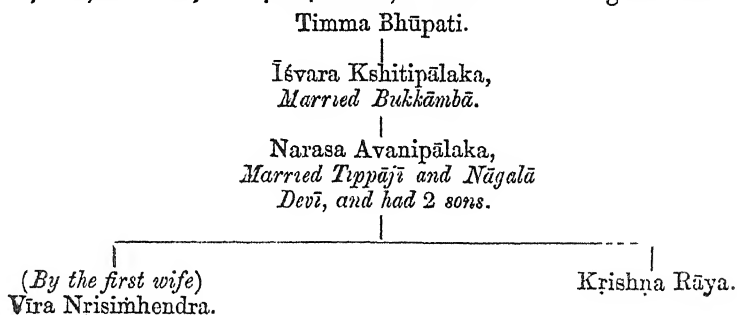 Timma Bhūpati.
Īśvara Kshitipālaka,
Married Bukkāmbā.
Narasa Avanipālaka,
Married Tippājī and Nāgalā
Devī, and had 2 sons.
(By the first wife)
Vīra Nrisiṁhendra.
Kṛishṇa Rāya.